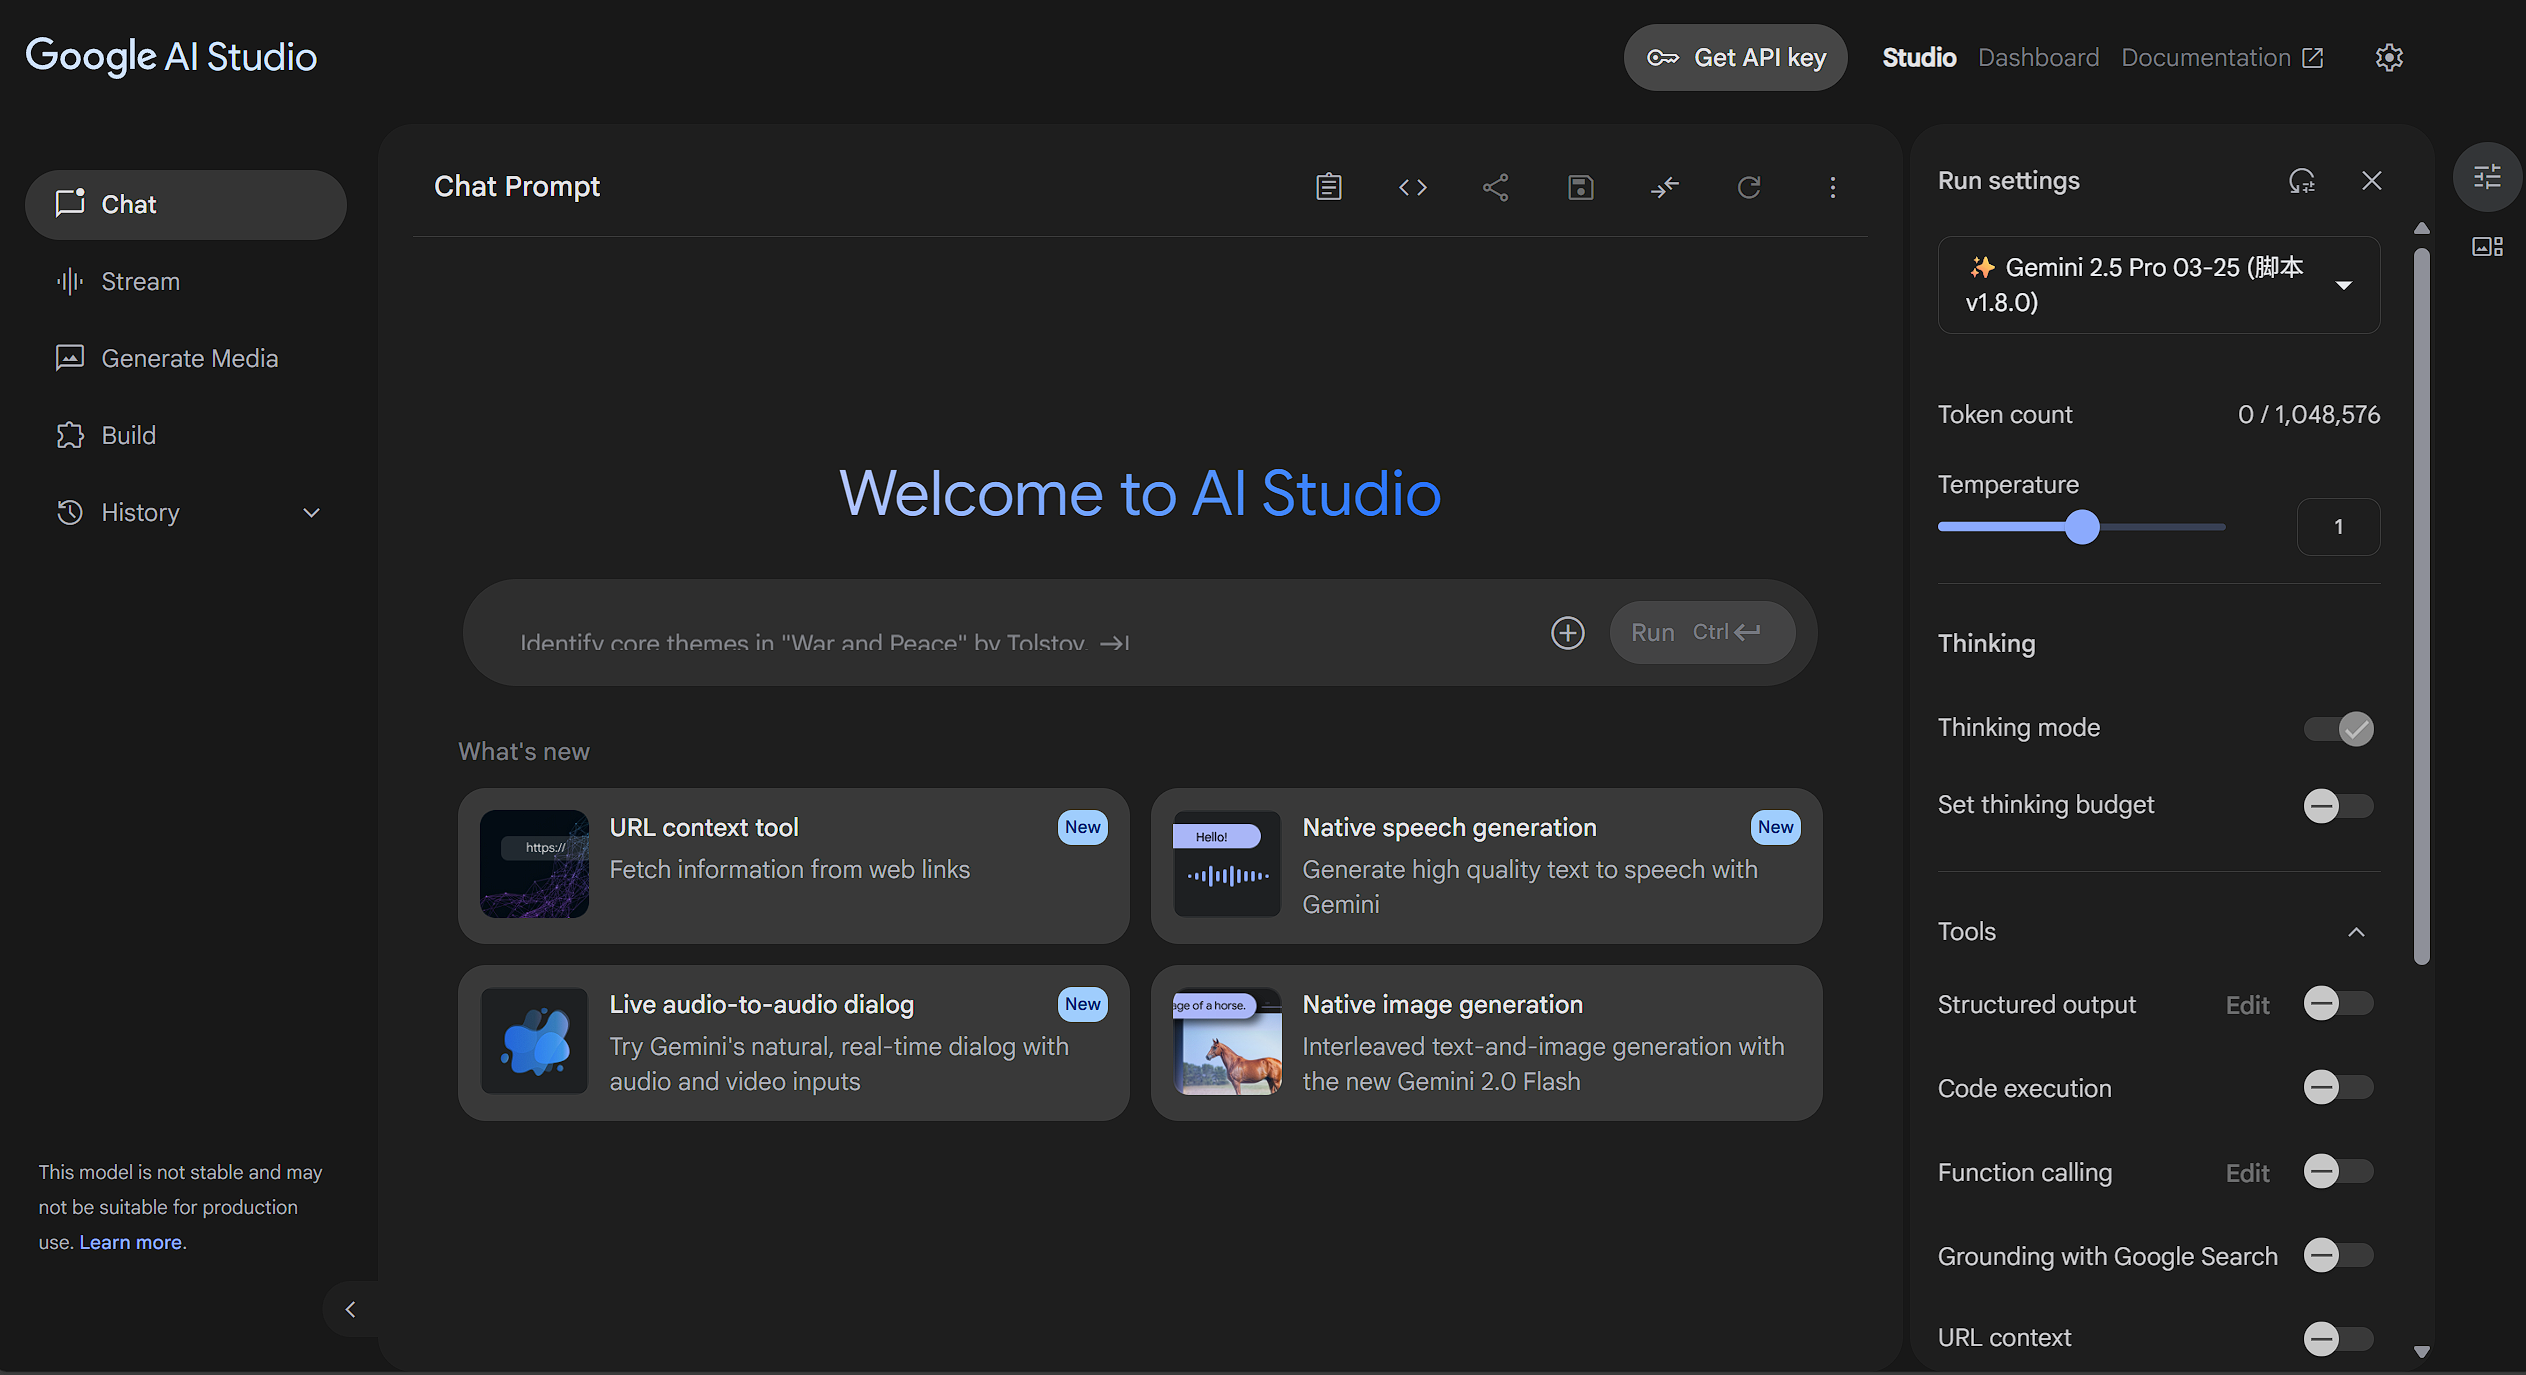 Google AI Studio
Get API key
Studio
Dashboard
Documentation
Chat
Stream
Generate Media
Build
History
This model is not stable and may
not be suitable for production
use. Learn more.
Chat Prompt
Welcome to AI Studio
Identify core themes in "War and Peace" by Tolstoy.
Run Ctrl
What's new
https://
URL context tool
New
Fetch information from web links
Hello!
Native speech generation
New
Generate high quality text to speech with
Gemini
Live audio-to-audio dialog
New
Try Gemini's natural, real-time dialog with
audio and video inputs
age of a horse.
Native image generation
Interleaved text-and-image generation with
the new Gemini 2.0 Flash
Run settings
✨ Gemini 2.5 Pro 03-25 (脚本
v1.8.0)
Token count
0 / 1,048,576
Temperature
1
Thinking
Thinking mode
Set thinking budget
Tools
Structured output
Edit
Code execution
Function calling
Edit
Grounding with Google Search
URL context